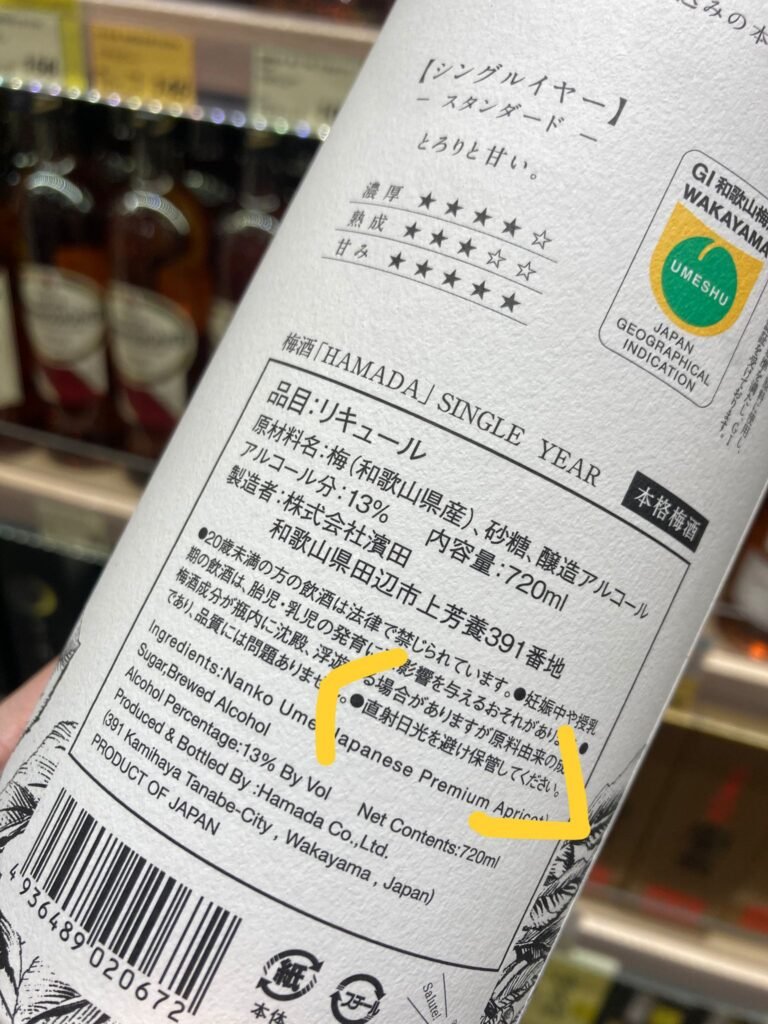 込みの本
【シングルイヤー】
― スタンダード ―
とろりと甘い。
濃厚 ★★★★☆
熟成 ★★★☆☆
甘み ★★★★★
GI 和歌山梅
WAKAYAMA
UMESHU
JAPAN
GEOGRAPHICAL
INDICATION
梅酒「HAMADA」SINGLE YEAR
本格梅酒
品目:リキュール
原材料名:梅(和歌山県産)、砂糖、醸造アルコール
アルコール分:13% 内容量:720ml
製造者:株式会社濱田
和歌山県田辺市上芳養391番地
●20歳未満の方の飲酒は法律で禁じられています。●妊娠中や授乳
期の飲酒は、胎児・乳児の発育に影響を与えるおそれがあり ●
梅酒成分が瓶内に沈殿、浮遊 る場合がありますが原料由来の成
であり、品質には問題ありません。●直射日光を避け保管してください。
Ingredients:Nanko Ume Japanese Premium Apricot)
Sugar,Brewed Alcohol
Alcohol Percentage:13% By Vol Net Contents:720ml
Produced & Bottled By :Hamada Co.,Ltd.
(391 Kamihaya Tanabe-City , Wakayama , Japan)
PRODUCT OF JAPAN
4 936489 020672
紙
本体
スチール
Salute!